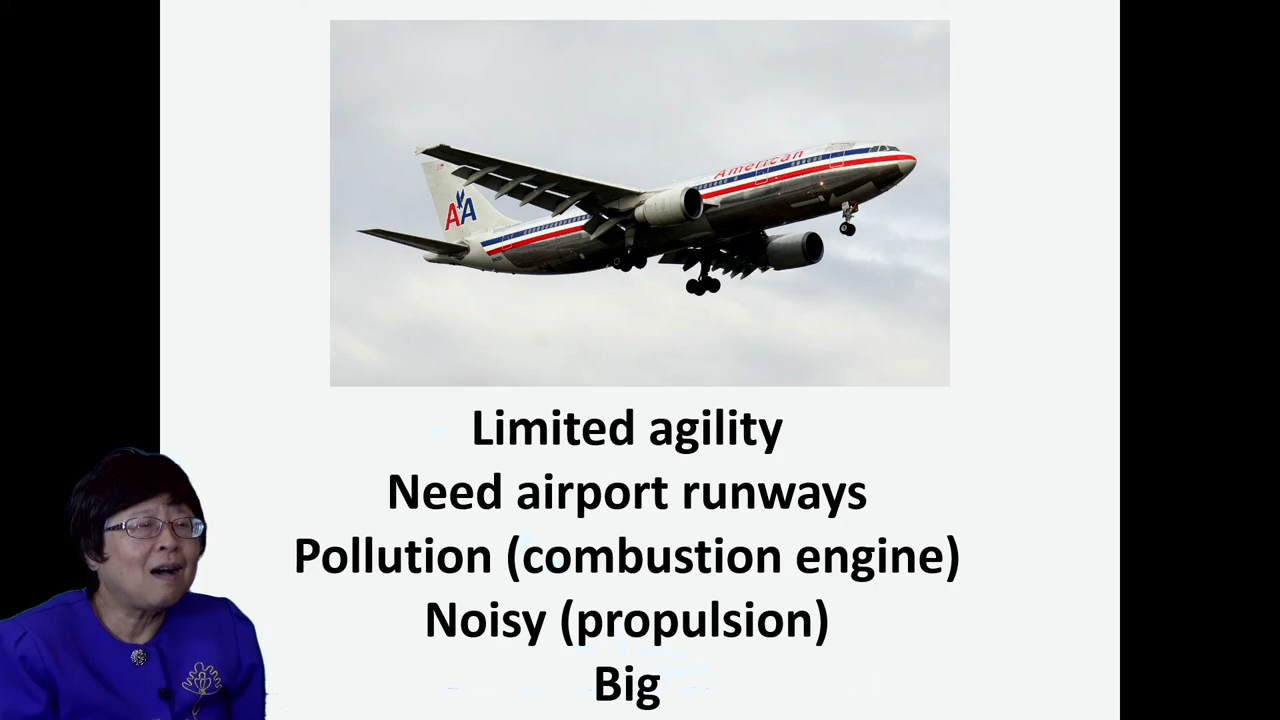 American
AA
Limited agility
Need airport runways
Pollution (combustion engine)
Noisy (propulsion)
Big